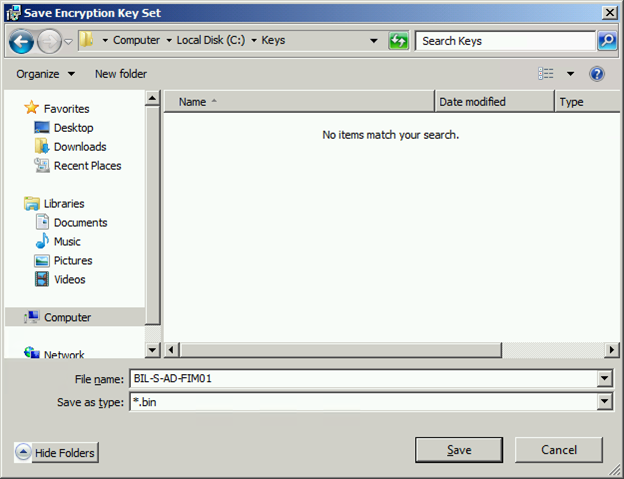 Save Encryption Key Set
Computer Local Disk (C:) Keys
Search Keys
Organize New folder
Name Date modified Type
No items match your search.
Favorites
Desktop
Downloads
Recent Places
Libraries
Documents
Music
Pictures
Videos
Computer
Network
File name: BIL-S-AD-FIM01
Save as type: *.bin
Hide Folders Save Cancel